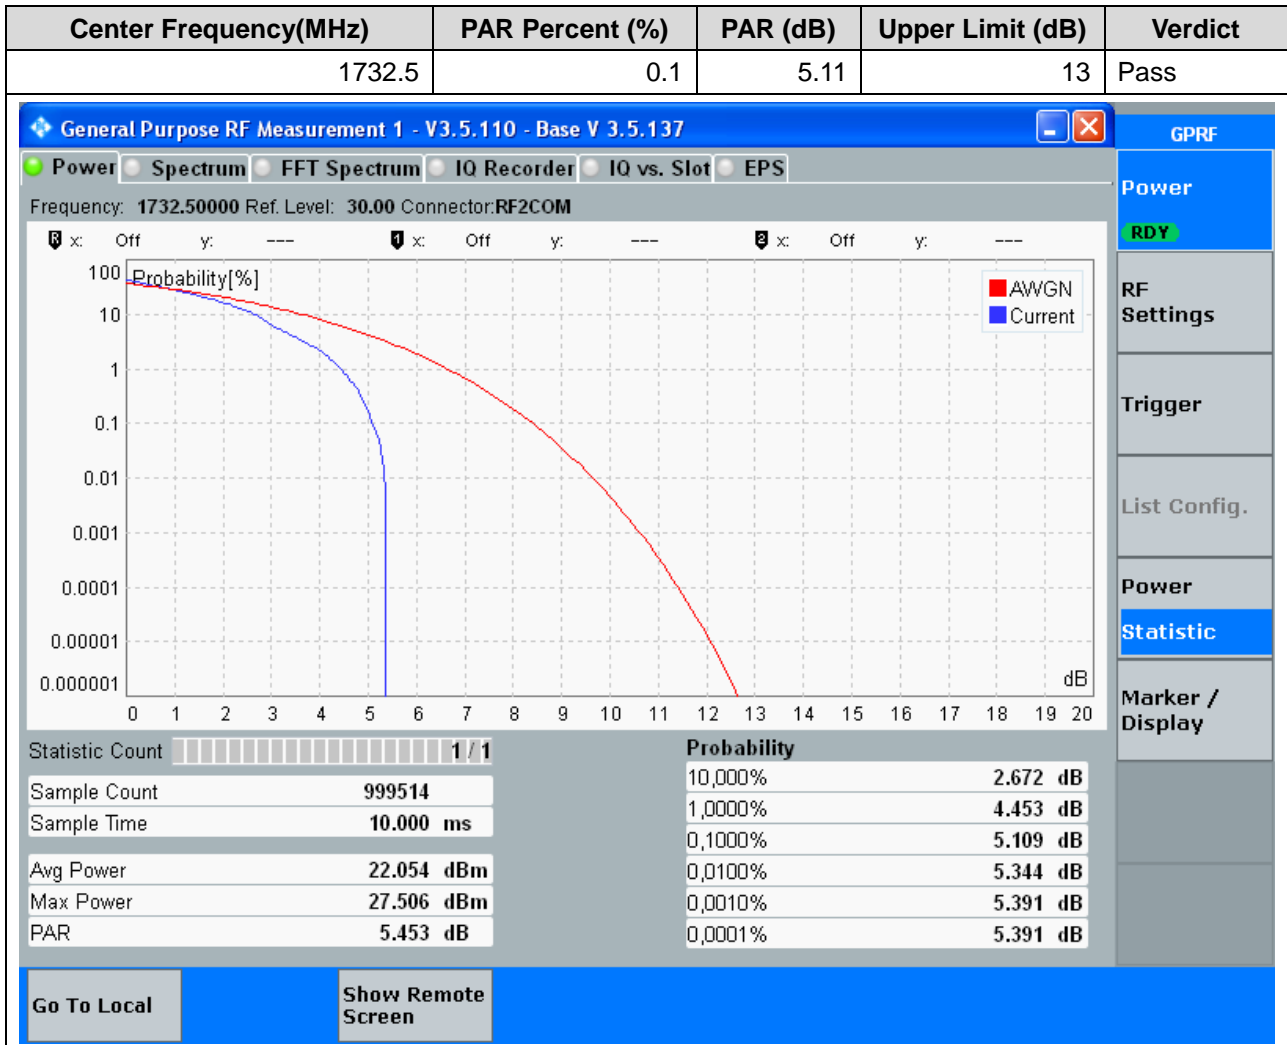 Center Frequency(MHz) PAR Percent (%) PAR (dB) Upper Limit (dB) Verdict
1732.5 0.1 5.11 13 Pass
General Purpose RF Measurement 1 - V3.5.110 - Base V 3.5.137
GPRF
Power Spectrum FFT Spectrum IQ Recorder IQ vs. Slot EPS
Power
RDY
Frequency: 1732.50000 Ref. Level: 30.00 Connector:RF2COM
R x: Off y: --- 1 x: Off y: --- 2 x: Off y: ---
Probability[%]
AWGN
Current
100
10
1
0.1
0.01
0.001
0.0001
0.00001
0.000001
dB
0 1 2 3 4 5 6 7 8 9 10 11 12 13 14 15 16 17 18 19 20
RF
Settings
Trigger
List Config.
Power
Statistic
Marker /
Display
Statistic Count 1 / 1
Sample Count 999514
Sample Time 10.000 ms
Avg Power 22.054 dBm
Max Power 27.506 dBm
PAR 5.453 dB
Probability
10,000% 2.672 dB
1,0000% 4.453 dB
0,1000% 5.109 dB
0,0100% 5.344 dB
0,0010% 5.391 dB
0,0001% 5.391 dB
Go To Local
Show Remote
Screen